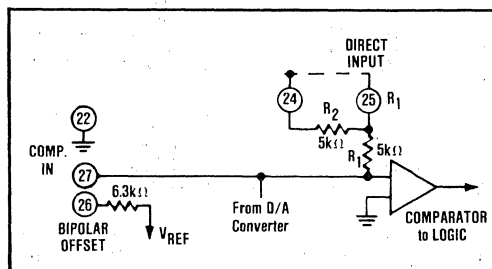 DIRECT
INPUT
24
25
R1
R2
5kΩ
R1
5kΩ
22
COMP.
IN
27
6.3kΩ
26
BIPOLAR
OFFSET
VREF
From D/A
Converter
COMPARATOR
to LOGIC